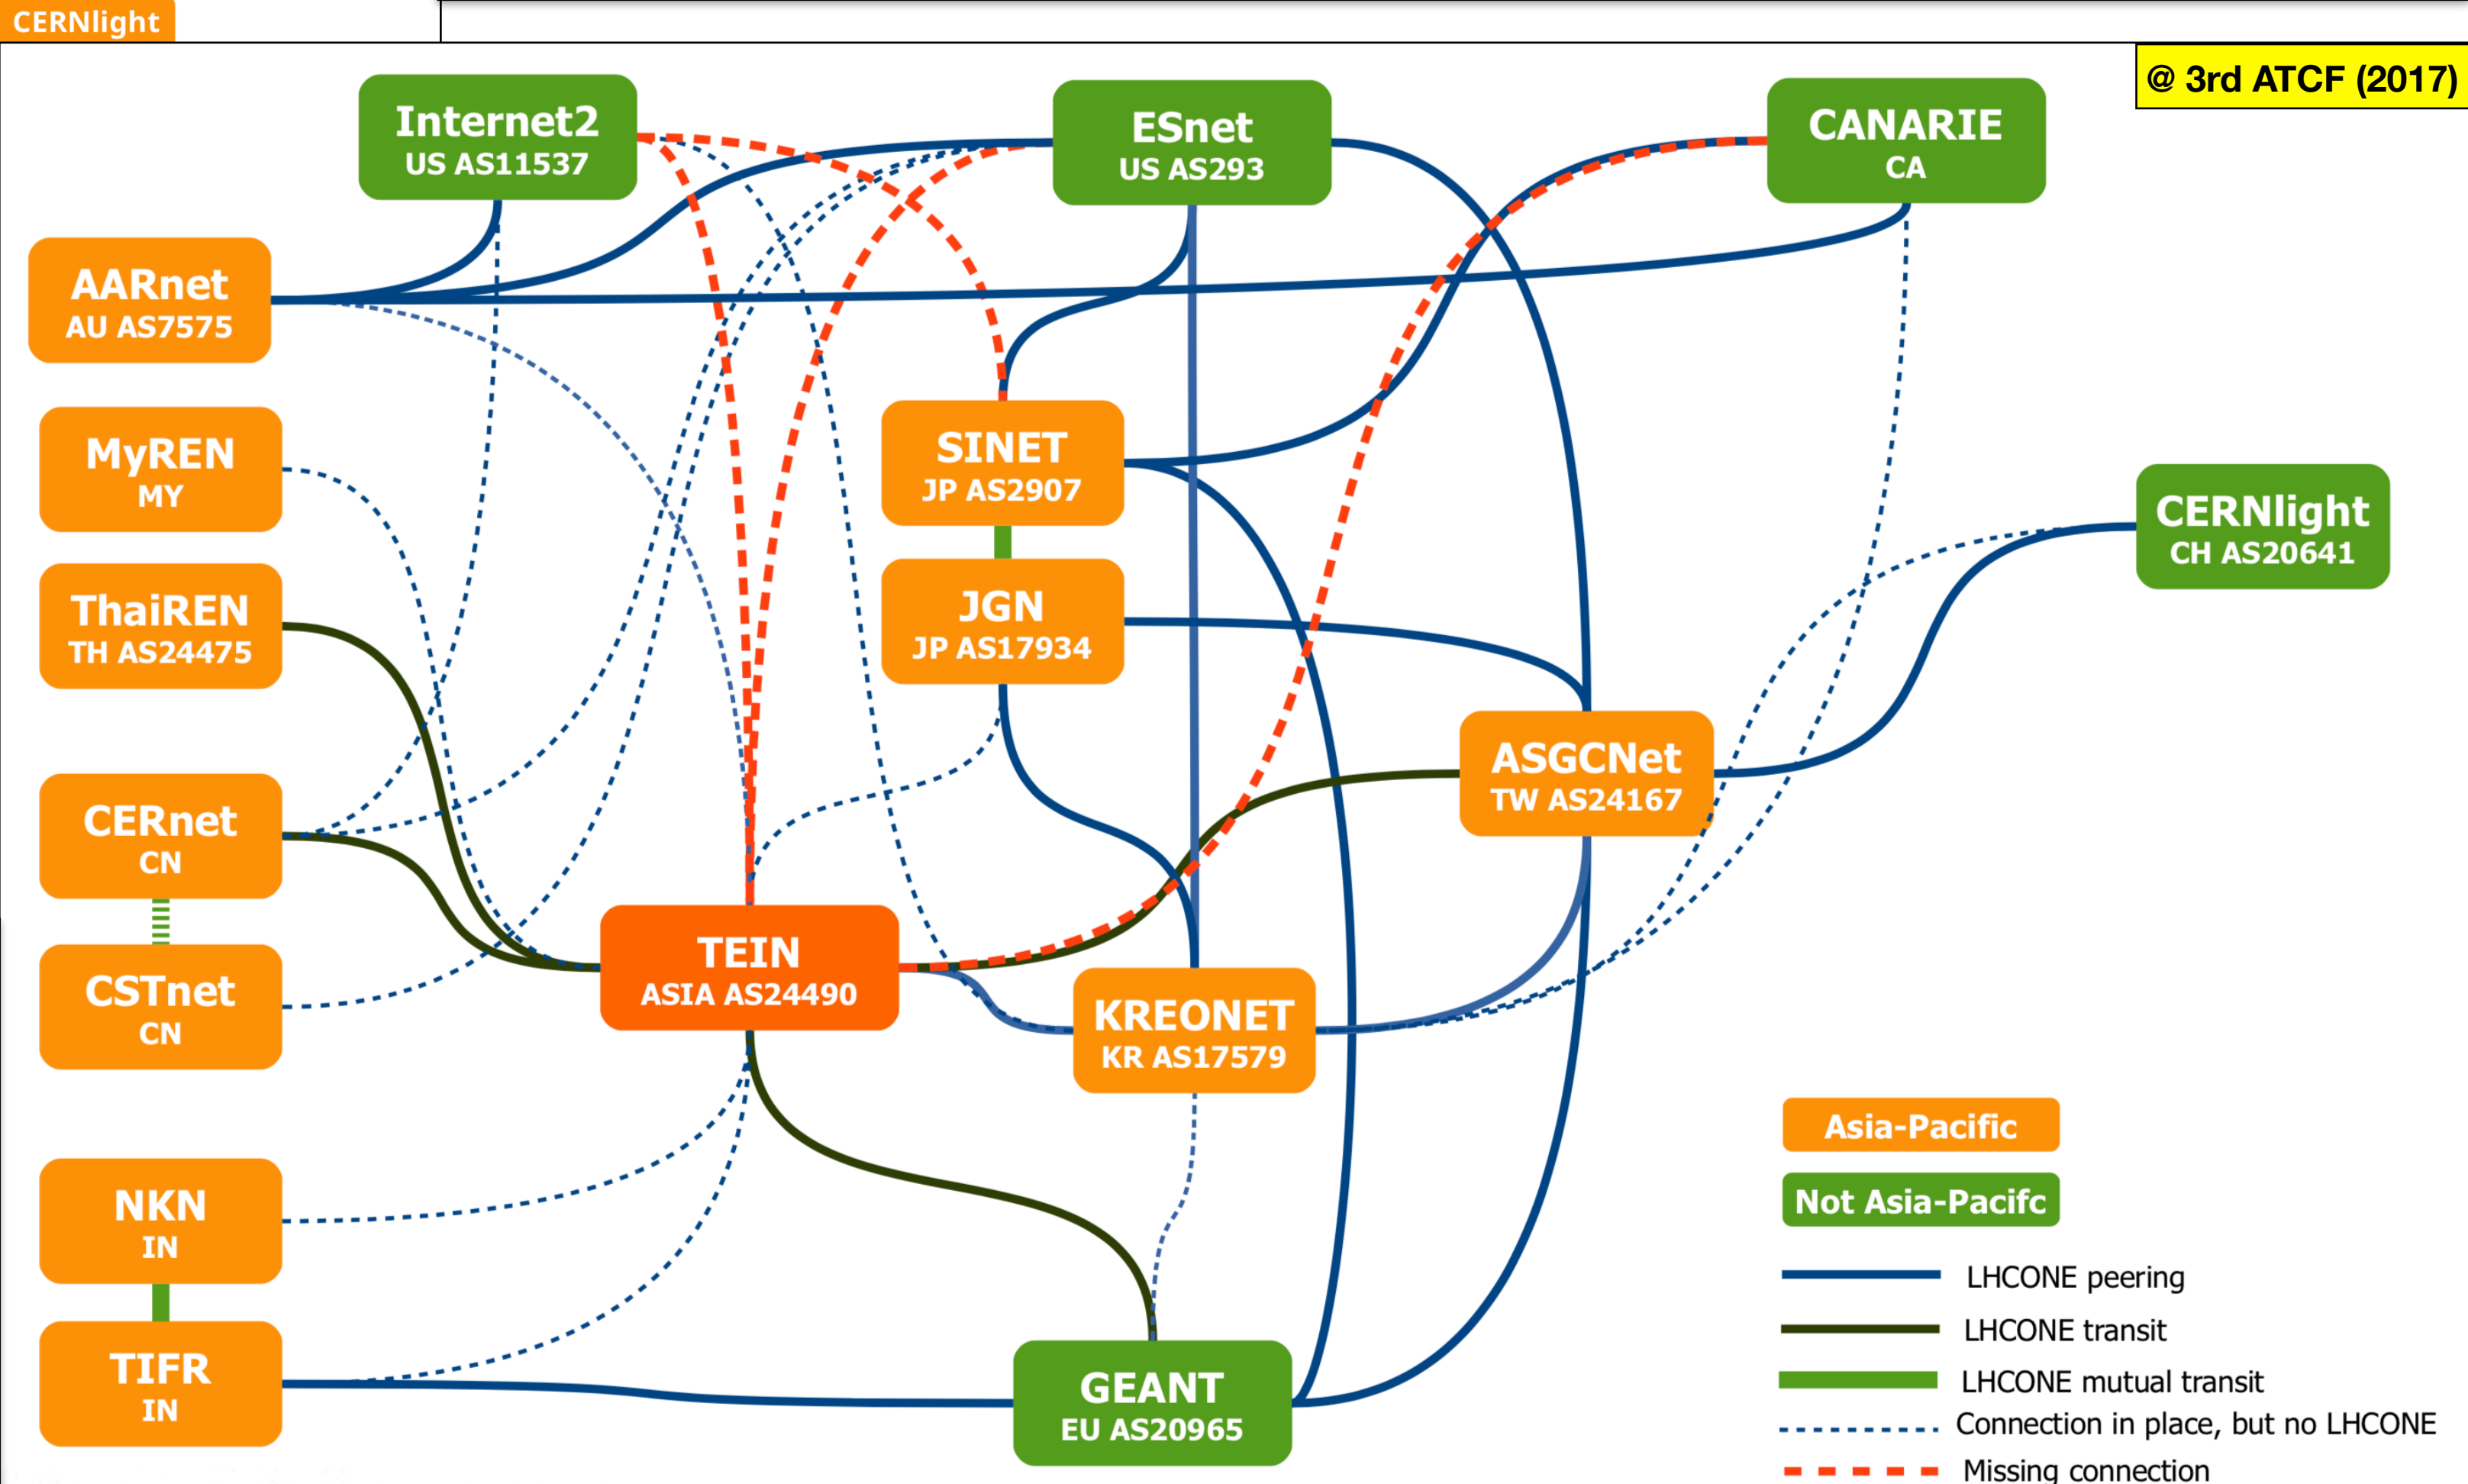 CERNlight
@ 3rd ATCF (2017)
Internet2
US AS11537
ESnet
US AS293
CANARIE
CA
AARnet
AU AS7575
MyREN
MY
SINET
JP AS2907
CERNlight
CH AS20641
ThaiREN
TH AS24475
JGN
JP AS17934
ASGCNet
TW AS24167
CERnet
CN
TEIN
ASIA AS24490
CSTnet
CN
KREONET
KR AS17579
NKN
IN
TIFR
IN
GEANT
EU AS20965
Asia-Pacific
Not Asia-Pacifc
LHCONE peering
LHCONE transit
LHCONE mutual transit
Connection in place, but no LHCONE
Missing connection